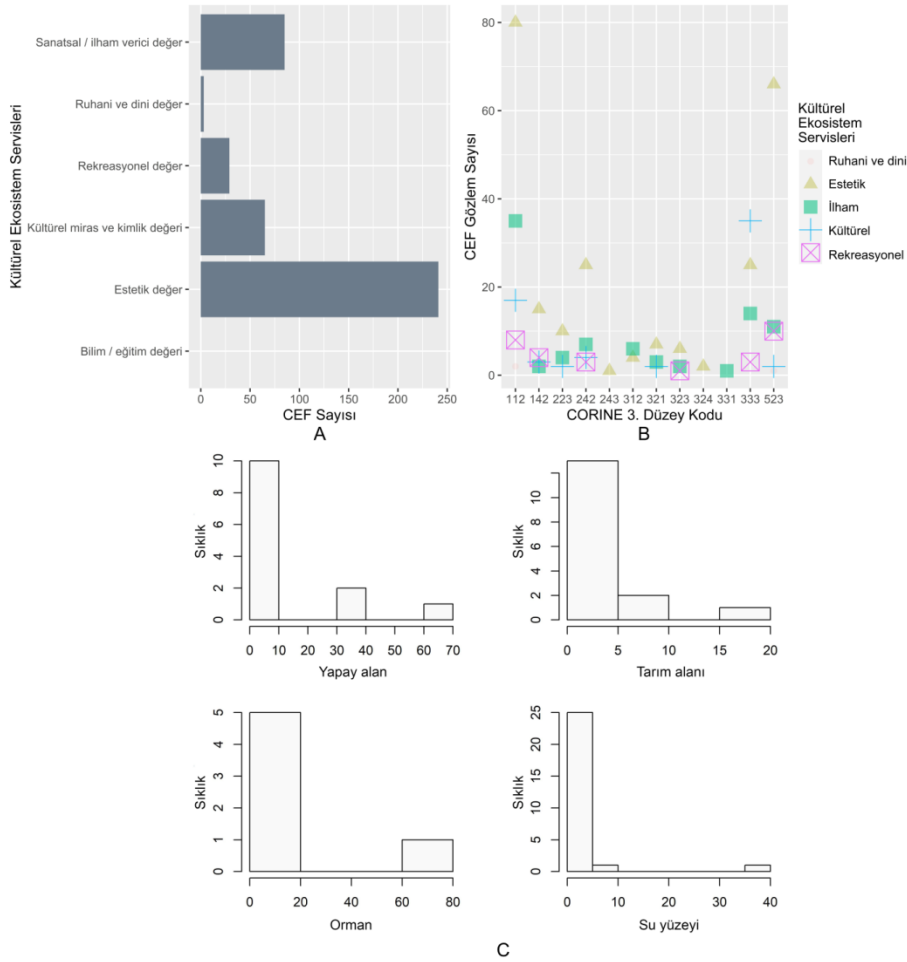 Kültürel Ekosistem Servisleri
Sanatsal / ilham verici değer
Ruhani ve dini değer
Rekreasyonel değer
Kültürel miras ve kimlik değeri
Estetik değer
Bilim / eğitim değeri
0 50 100 150 200 250
CEF Sayısı
A
CEF Gözlem Sayısı
80
60
40
20
0
112 142 223 242 243 312 321 323 324 331 333 523
CORINE 3. Düzey Kodu
B
Kültürel
Ekosistem
Servisleri
Ruhani ve dini
Estetik
İlham
Kültürel
Rekreasyonel
Sıklık
0 2 4 6 8 10
0 10 20 30 40 50 60 70
Yapay alan
Sıklık
0 2 4 6 8 10
0 5 10 15 20
Tarım alanı
Sıklık
0 1 2 3 4 5
0 20 40 60 80
Orman
Sıklık
0 5 10 15 20 25
0 10 20 30 40
Su yüzeyi
C